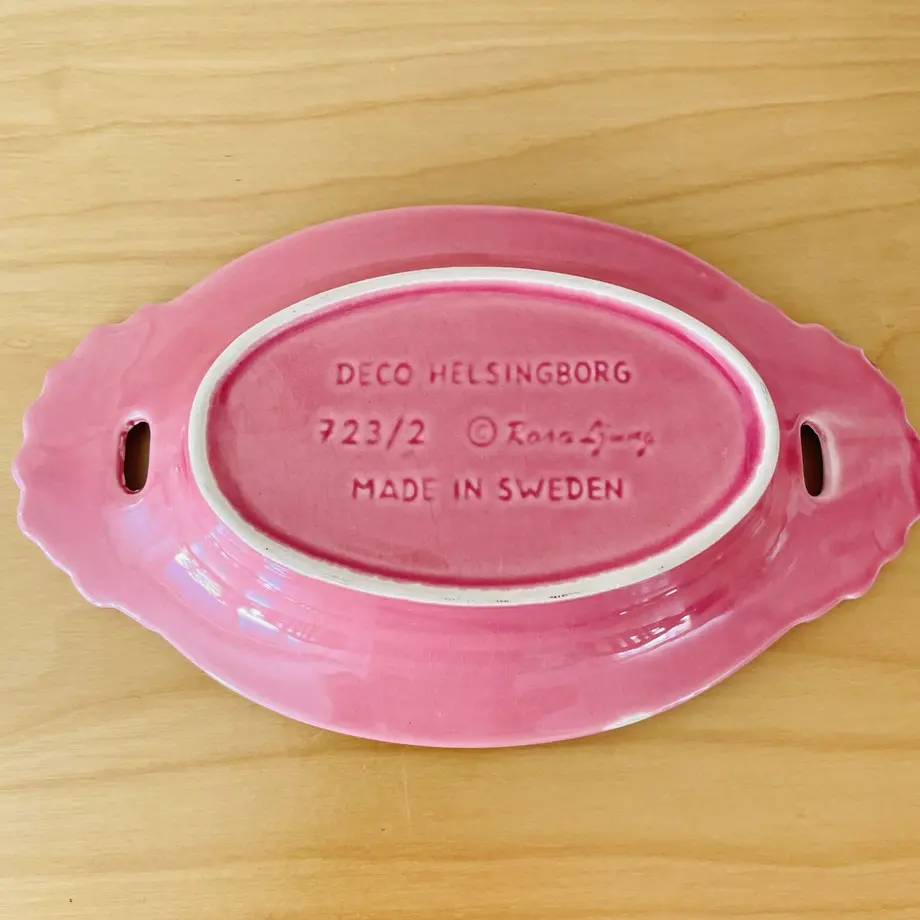 DECO HELSINGBORG
723/2 © Rosa Ljung
MADE IN SWEDEN